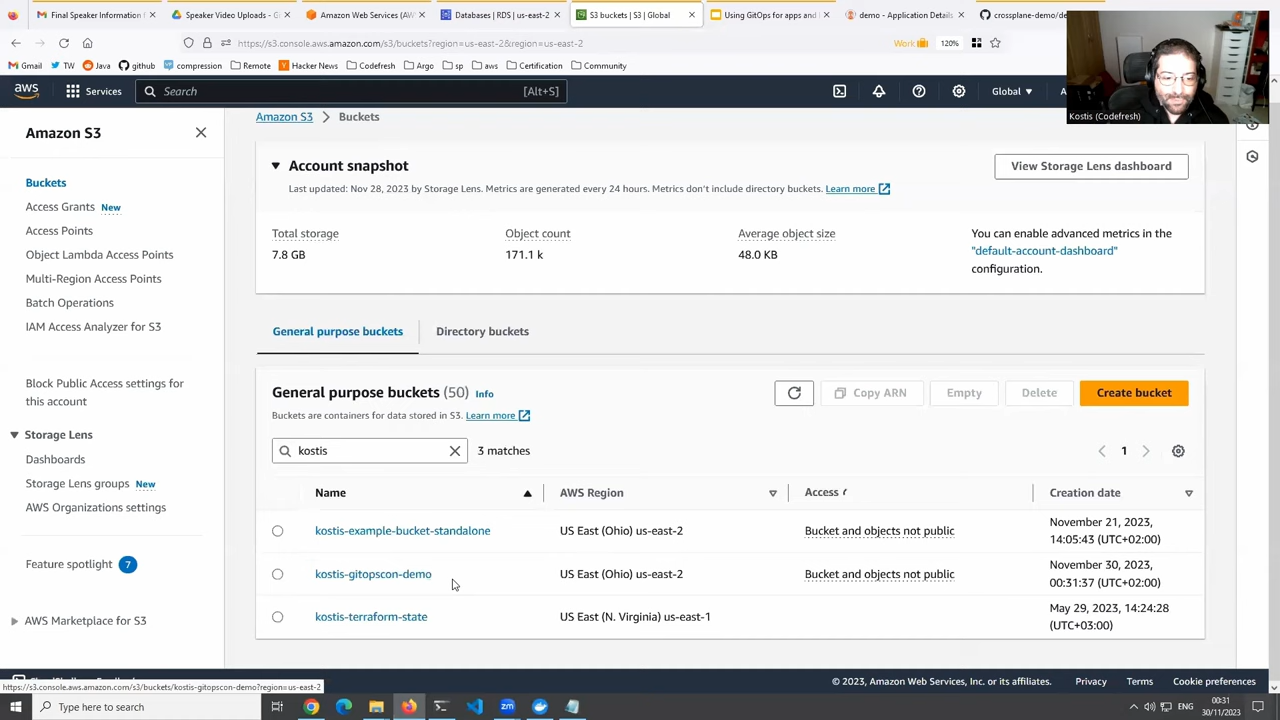 Final Speaker Information f
Speaker Video Uploads - G
Amazon Web Services (AW
Databases | RDS | us-east-2
S3 buckets | S3 | Global
Using GitOps for apps and
demo - Application Details
crossplane-demo/de
https://s3.console.aws.amazon.com/s3/buckets?region=us-east-2&region=us-east-2
Work
120%
Gmail
TW
Java
github
compression
Remote
Hacker News
Codefresh
Argo
sp
aws
Certification
Community
aws
Services
Search
[Alt+S]
Global
Kostis (Codefresh)
Amazon S3
Buckets
Access Grants New
Access Points
Object Lambda Access Points
Multi-Region Access Points
Batch Operations
IAM Access Analyzer for S3
Block Public Access settings for
this account
Storage Lens
Dashboards
Storage Lens groups New
AWS Organizations settings
Feature spotlight 7
AWS Marketplace for S3
Amazon S3 > Buckets
Account snapshot
View Storage Lens dashboard
Last updated: Nov 28, 2023 by Storage Lens. Metrics are generated every 24 hours. Metrics don't include directory buckets. Learn more
Total storage
7.8 GB
Object count
171.1 k
Average object size
48.0 KB
You can enable advanced metrics in the
"default-account-dashboard"
configuration.
General purpose buckets
Directory buckets
General purpose buckets (50) Info
Buckets are containers for data stored in S3. Learn more
Copy ARN
Empty
Delete
Create bucket
kostis
3 matches
1
Name
AWS Region
Access
Creation date
kostis-example-bucket-standalone
US East (Ohio) us-east-2
Bucket and objects not public
November 21, 2023,
14:05:43 (UTC+02:00)
kostis-gitopscon-demo
US East (Ohio) us-east-2
Bucket and objects not public
November 30, 2023,
00:31:37 (UTC+02:00)
kostis-terraform-state
US East (N. Virginia) us-east-1
May 29, 2023, 14:24:28
(UTC+03:00)
© 2023, Amazon Web Services, Inc. or its affiliates.
Privacy
Terms
Cookie preferences
https://s3.console.aws.amazon.com/s3/buckets/kostis-gitopscon-demo?region=us-east-2
Type here to search
zm
ENG
00:31
30/11/2023